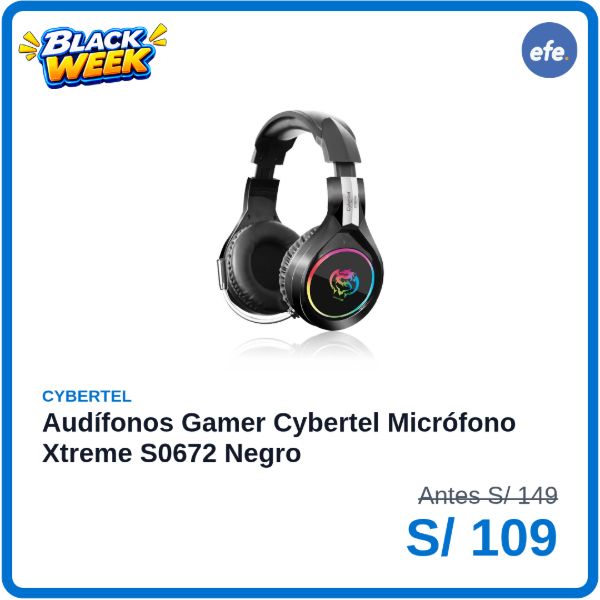 BLACK
WEEK
efe.
CYBERTEL
Audífonos Gamer Cybertel Micrófono
Xtreme S0672 Negro
Antes S/ 149
S/ 109